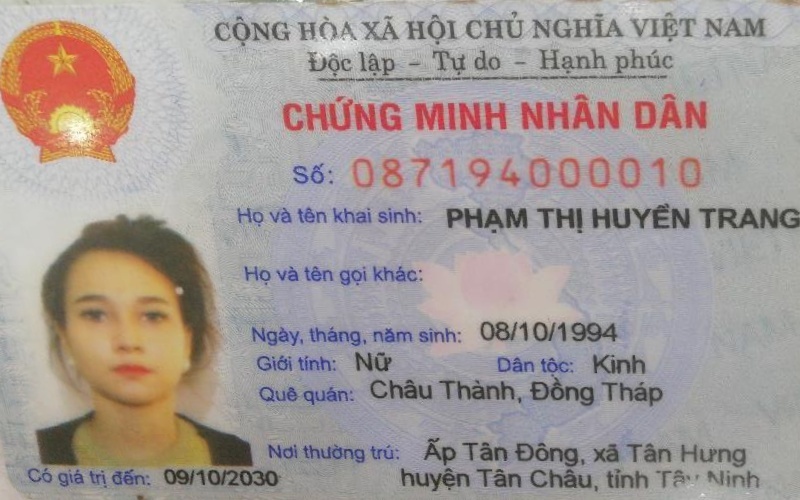 CỘNG HÒA XÃ HỘI CHỦ NGHĨA VIỆT NAM
Độc lập - Tự do - Hạnh phúc
CHỨNG MINH NHÂN DÂN
Số: 087194000010
Họ và tên khai sinh: PHẠM THỊ HUYỀN TRANG
Họ và tên gọi khác:
Ngày, tháng, năm sinh: 08/10/1994
Giới tính: Nữ Dân tộc: Kinh
Quê quán: Châu Thành, Đồng Tháp
Nơi thường trú: Ấp Tân Đông, xã Tân Hưng
huyện Tân Châu, tỉnh Tây Ninh
Có giá trị đến: 09/10/2030